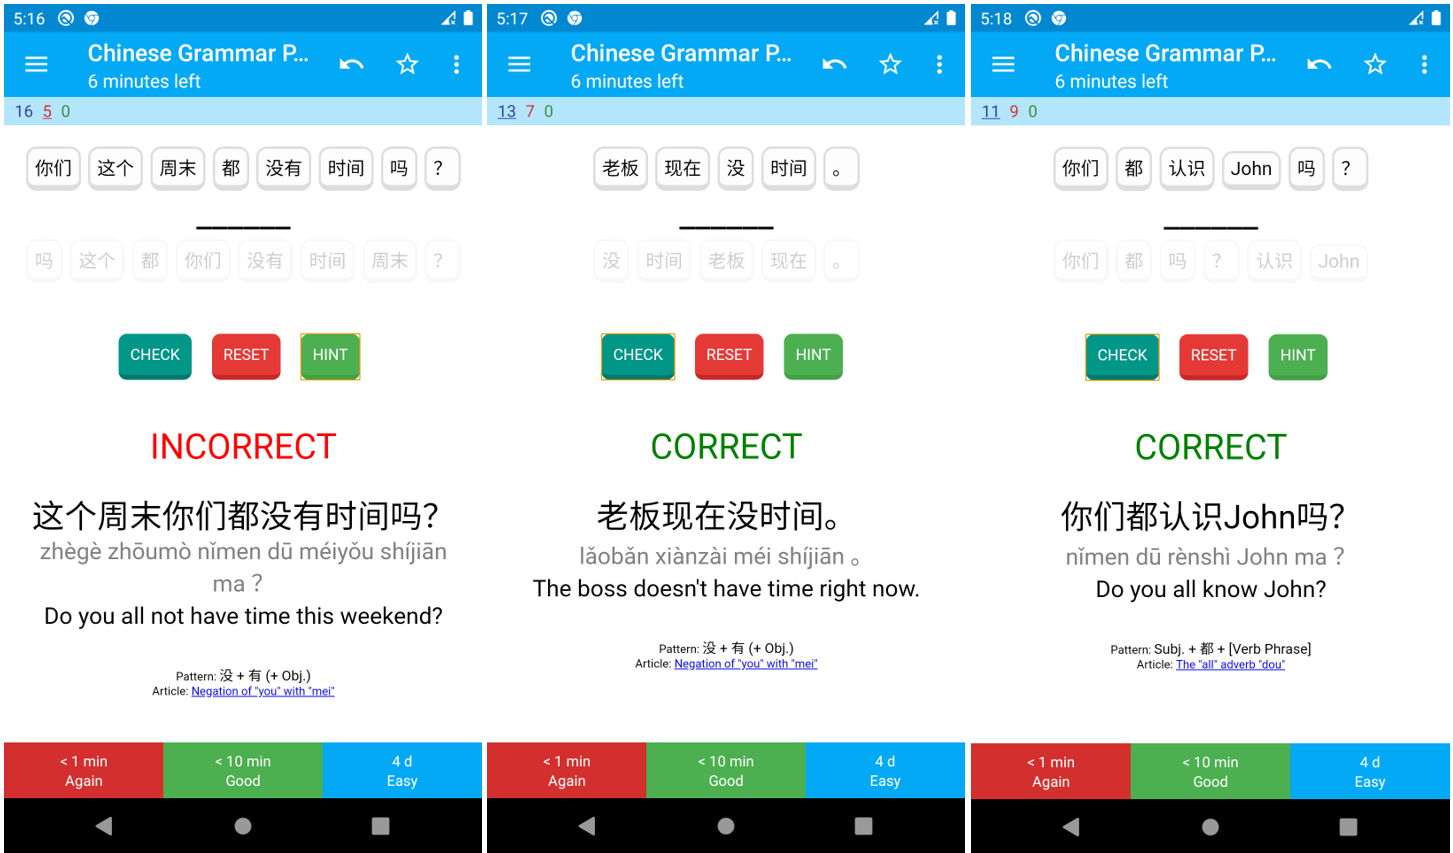 5:16
Chinese Grammar P...
6 minutes left
16 5 0
你们 这个 周末 都 没有 时间 吗 ？
吗 这个 都 你们 没有 时间 周末 ？
CHECK RESET HINT
INCORRECT
这个周末你们都没有时间吗？
zhègè zhōumò nǐmen dū méiyǒu shíjiān
ma ？
Do you all not have time this weekend?
Pattern: 没 + 有 (+ Obj.)
Article: Negation of "you" with "mei"
< 1 min < 10 min 4 d
Again Good Easy
5:17
Chinese Grammar P...
6 minutes left
13 7 0
老板 现在 没 时间 。
没 时间 老板 现在 。
CHECK RESET HINT
CORRECT
老板现在没时间。
lǎobǎn xiànzài méi shíjiān 。
The boss doesn't have time right now.
Pattern: 没 + 有 (+ Obj.)
Article: Negation of "you" with "mei"
< 1 min < 10 min 4 d
Again Good Easy
5:18
Chinese Grammar P...
6 minutes left
11 9 0
你们 都 认识 John 吗 ？
你们 都 吗 ？ 认识 John
CHECK RESET HINT
CORRECT
你们都认识John吗？
nǐmen dū rènshì John ma ？
Do you all know John?
Pattern: Subj. + 都 + [Verb Phrase]
Article: The "all" adverb "dou"
< 1 min < 10 min 4 d
Again Good Easy